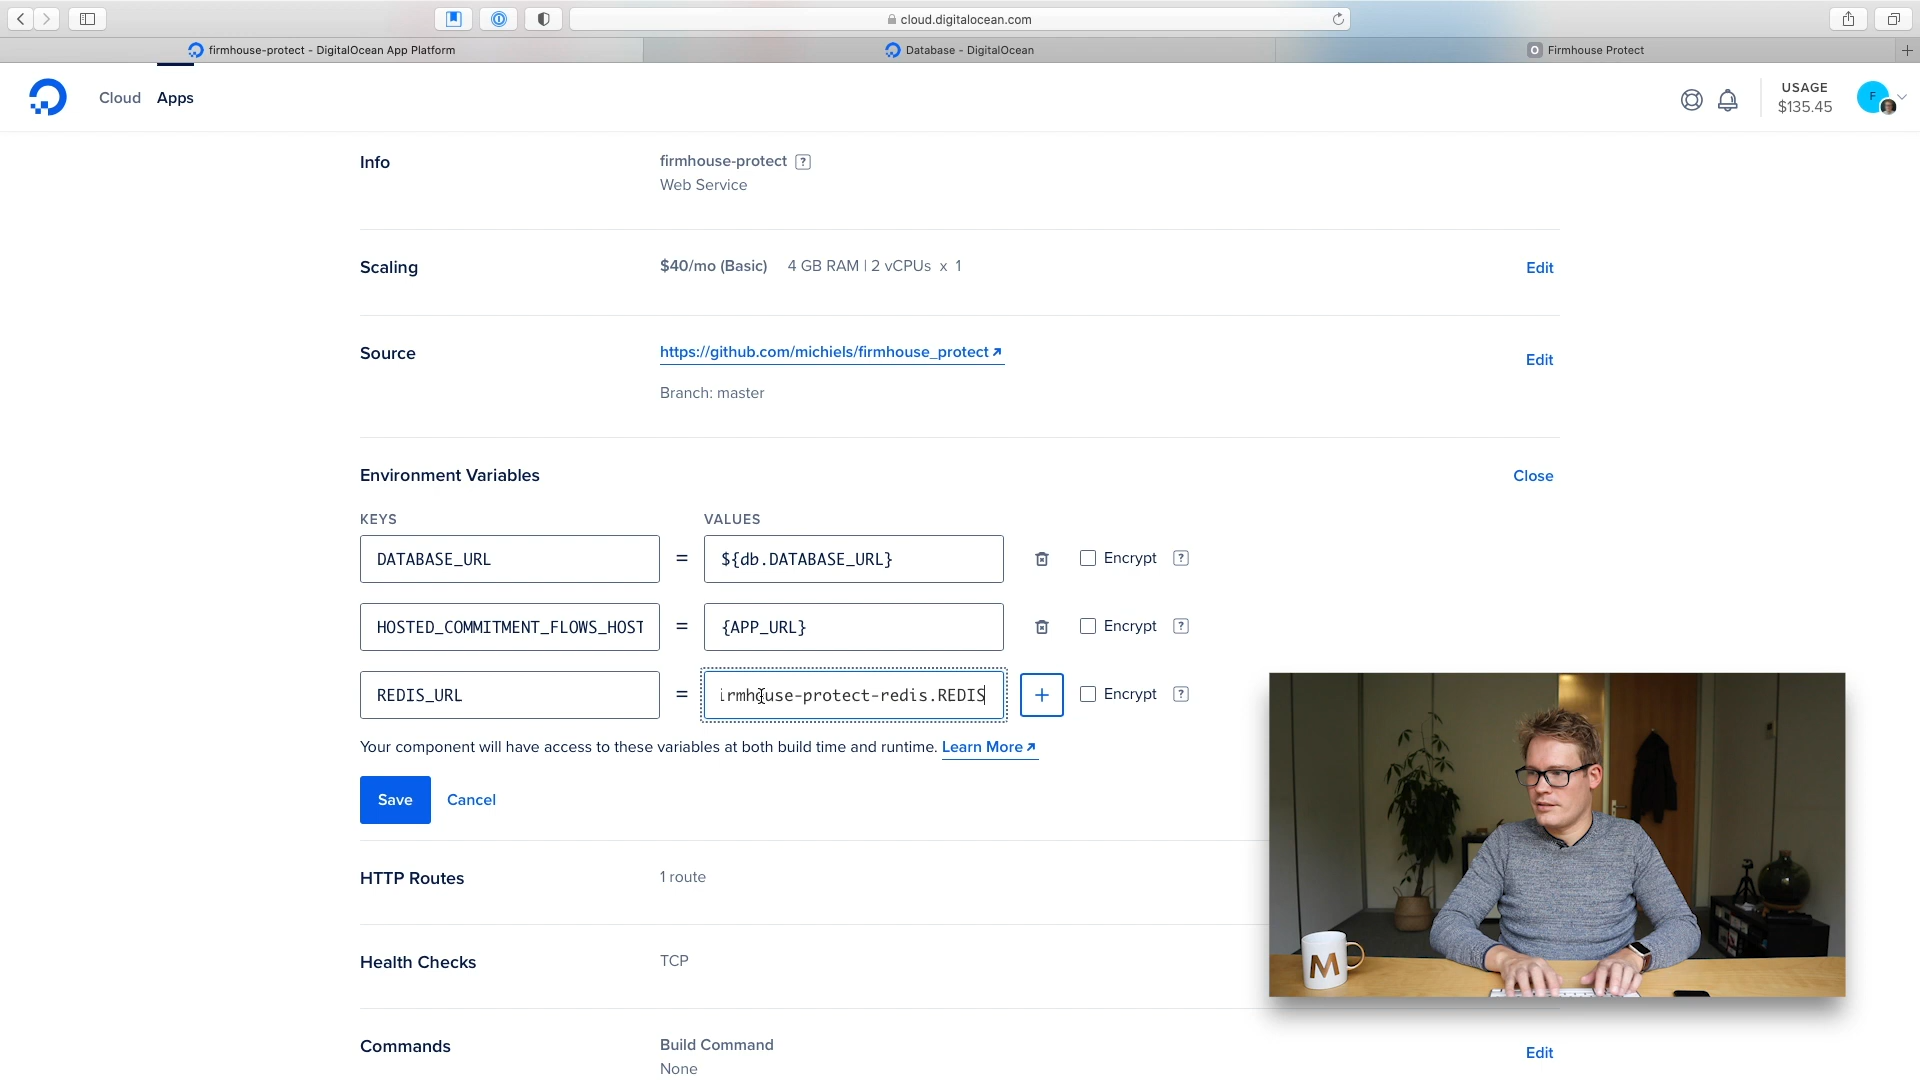 cloud.digitalocean.com
firmhouse-protect - DigitalOcean App Platform
Database - DigitalOcean
O Firmhouse Protect
Cloud Apps
USAGE
$135.45
F
Info
firmhouse-protect ?
Web Service
Scaling
$40/mo (Basic) 4 GB RAM | 2 vCPUs x 1
Edit
Source
https://github.com/michiels/firmhouse_protect
Edit
Branch: master
Environment Variables
Close
KEYS VALUES
DATABASE_URL = ${db.DATABASE_URL} Encrypt ?
HOSTED_COMMITMENT_FLOWS_HOST = {APP_URL} Encrypt ?
REDIS_URL = irmhouse-protect-redis.REDIS + Encrypt ?
Your component will have access to these variables at both build time and runtime. Learn More
Save Cancel
HTTP Routes
1 route
Health Checks
TCP
Commands
Build Command
Edit
None
M